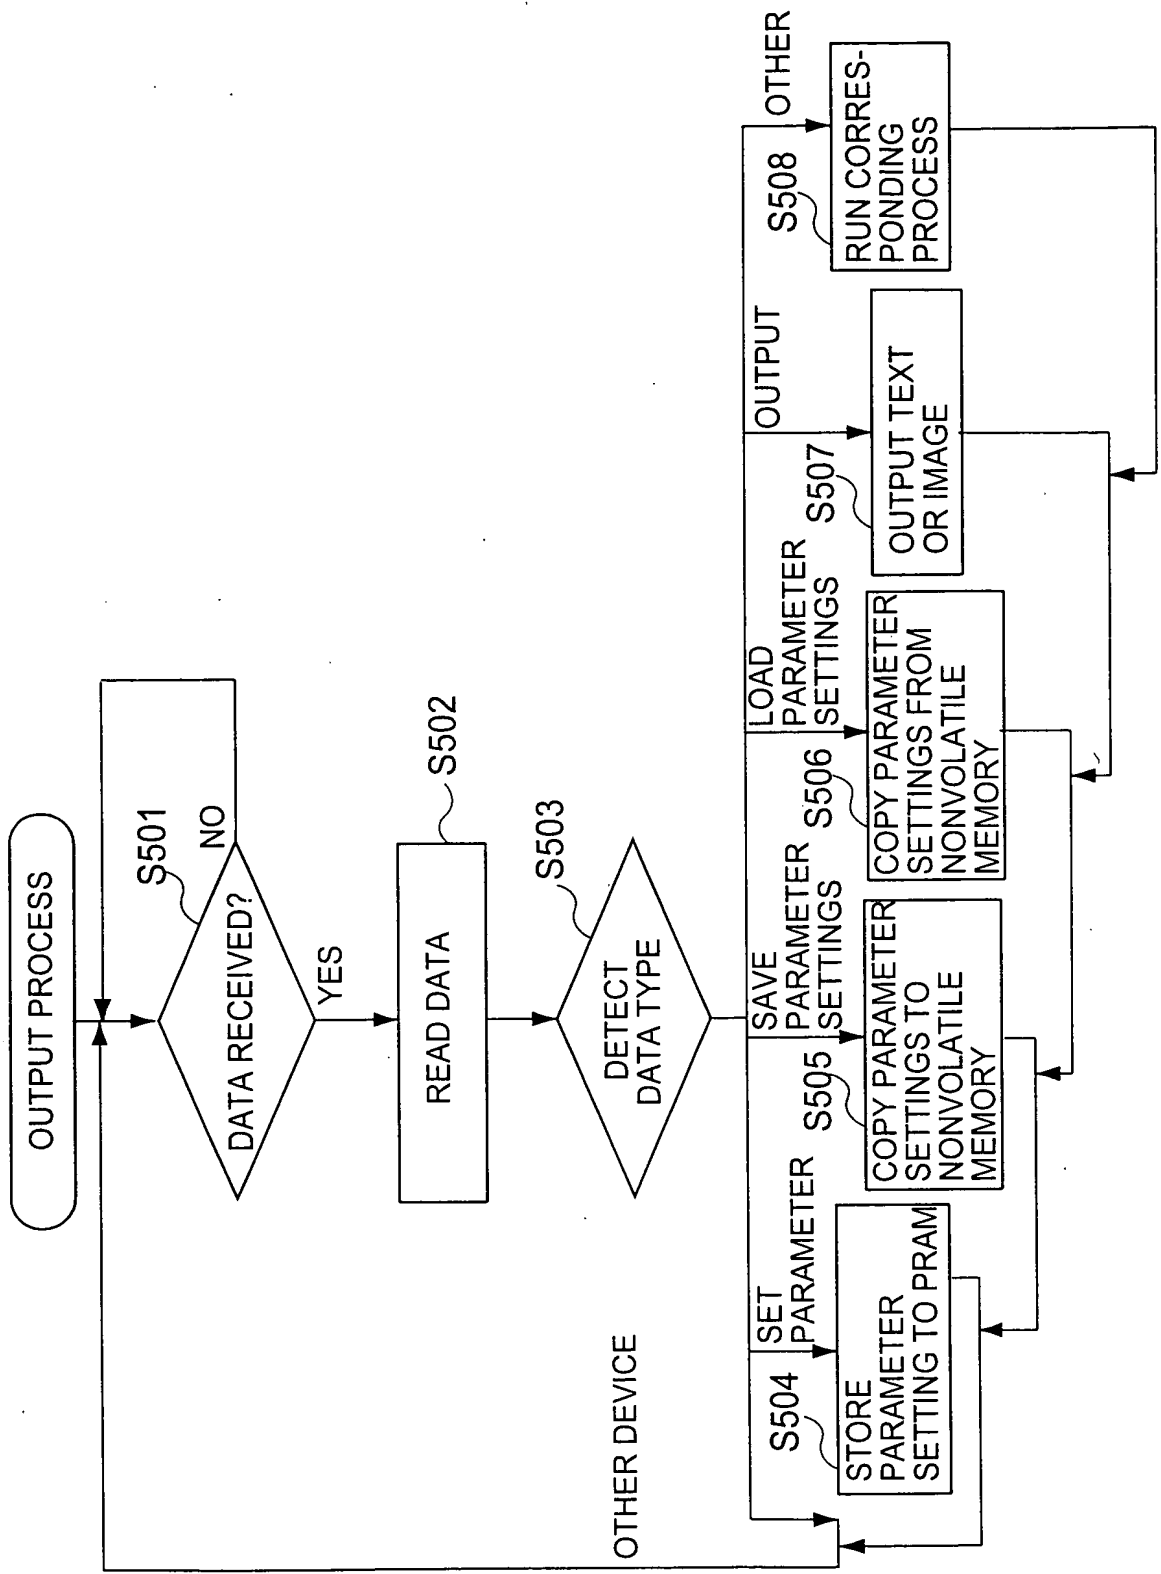 OUTPUT PROCESS
S501
DATA RECEIVED?
NO
YES
S502
READ DATA
S503
DETECT
DATA TYPE
OTHER DEVICE
SET
PARAMETER
S504
STORE
PARAMETER
SETTING TO PRAM
SAVE
PARAMETER
SETTINGS
S505
COPY PARAMETER
SETTINGS TO
NONVOLATILE
MEMORY
LOAD
PARAMETER
SETTINGS
S506
COPY PARAMETER
SETTINGS FROM
NONVOLATILE
MEMORY
OUTPUT
S507
OUTPUT TEXT
OR IMAGE
OTHER
S508
RUN CORRES-
PONDING
PROCESS